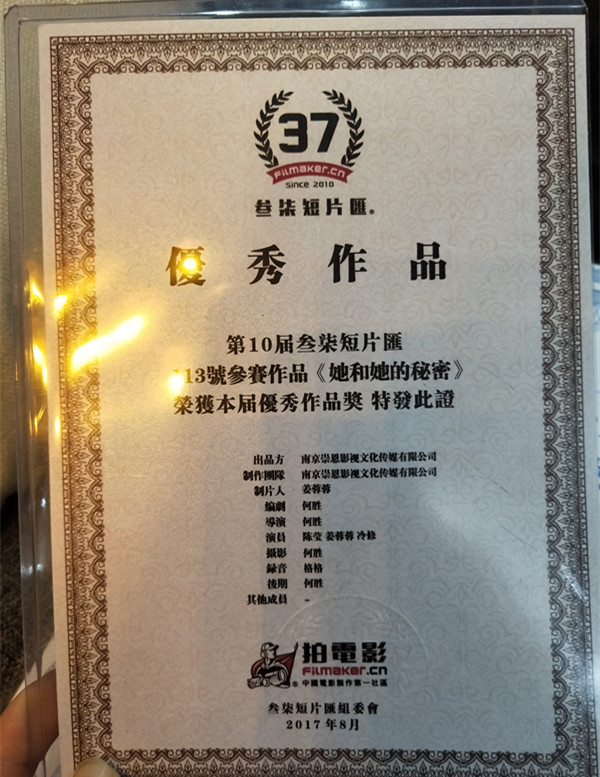 37
Filmaker.cn
since 2010
叁柒短片匯®
優秀作品
第10届叁柒短片匯
13號參賽作品《她和她的秘密》
榮獲本届優秀作品獎 特發此證
出品方 南京崇恩影视文化传媒有限公司
制作團隊 南京崇恩影视文化传媒有限公司
制片人 姜蓉蓉
編劇 何胜
導演 何胜
演員 陈莹 姜蓉蓉 冷修
攝影 何胜
録音 格格
後期 何胜
其他成員 -
拍電影
Filmaker.cn
® 中國電影製作第一社區
叁柒短片匯組委會
2017年8月